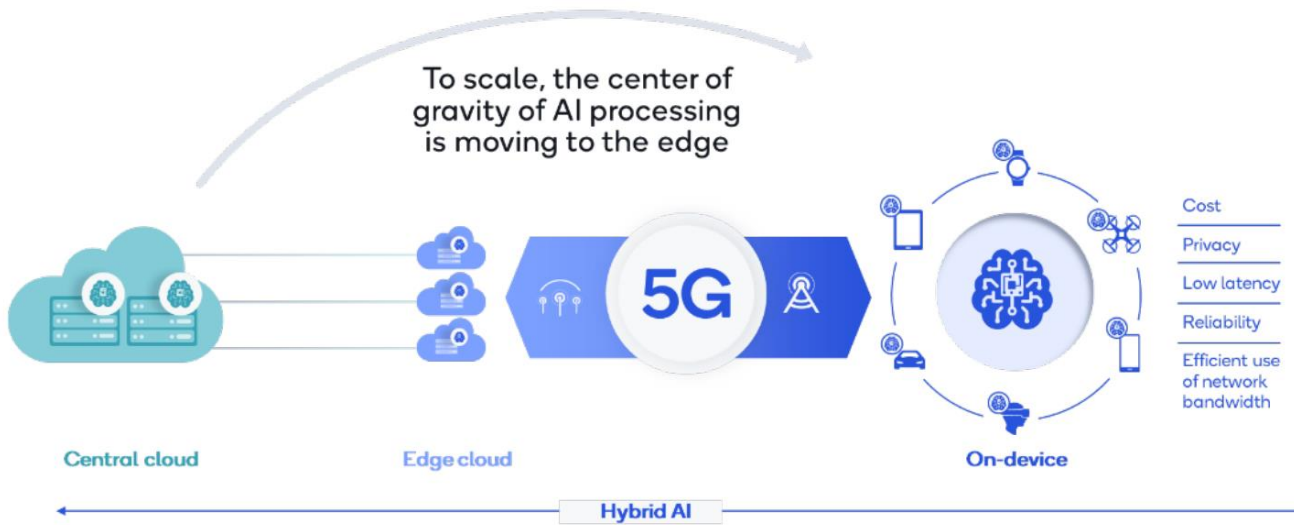 To scale, the center of
gravity of AI processing
is moving to the edge
5G
Cost
Privacy
Low latency
Reliability
Efficient use
of network
bandwidth
Central cloud
Edge cloud
On-device
Hybrid AI